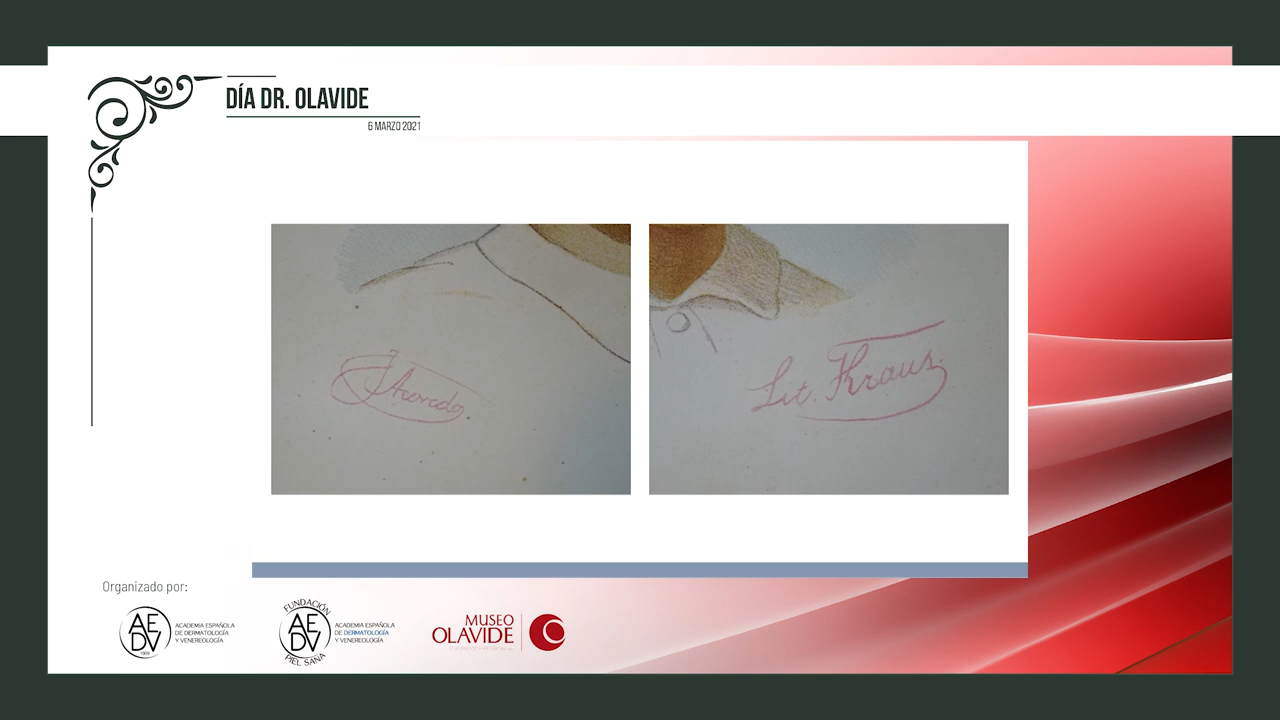 DÍA DR. OLAVIDE
6 MARZO 2021
J Acevedo
Lit. Kraus.
Organizado por:
AEDV
1909
ACADEMIA ESPAÑOLA
DE DERMATOLOGÍA
Y VENEREOLOGÍA
FUNDACIÓN
AEDV
PIEL SANA
ACADEMIA ESPAÑOLA
DE DERMATOLOGÍA
Y VENEREOLOGÍA
MUSEO
OLAVIDE